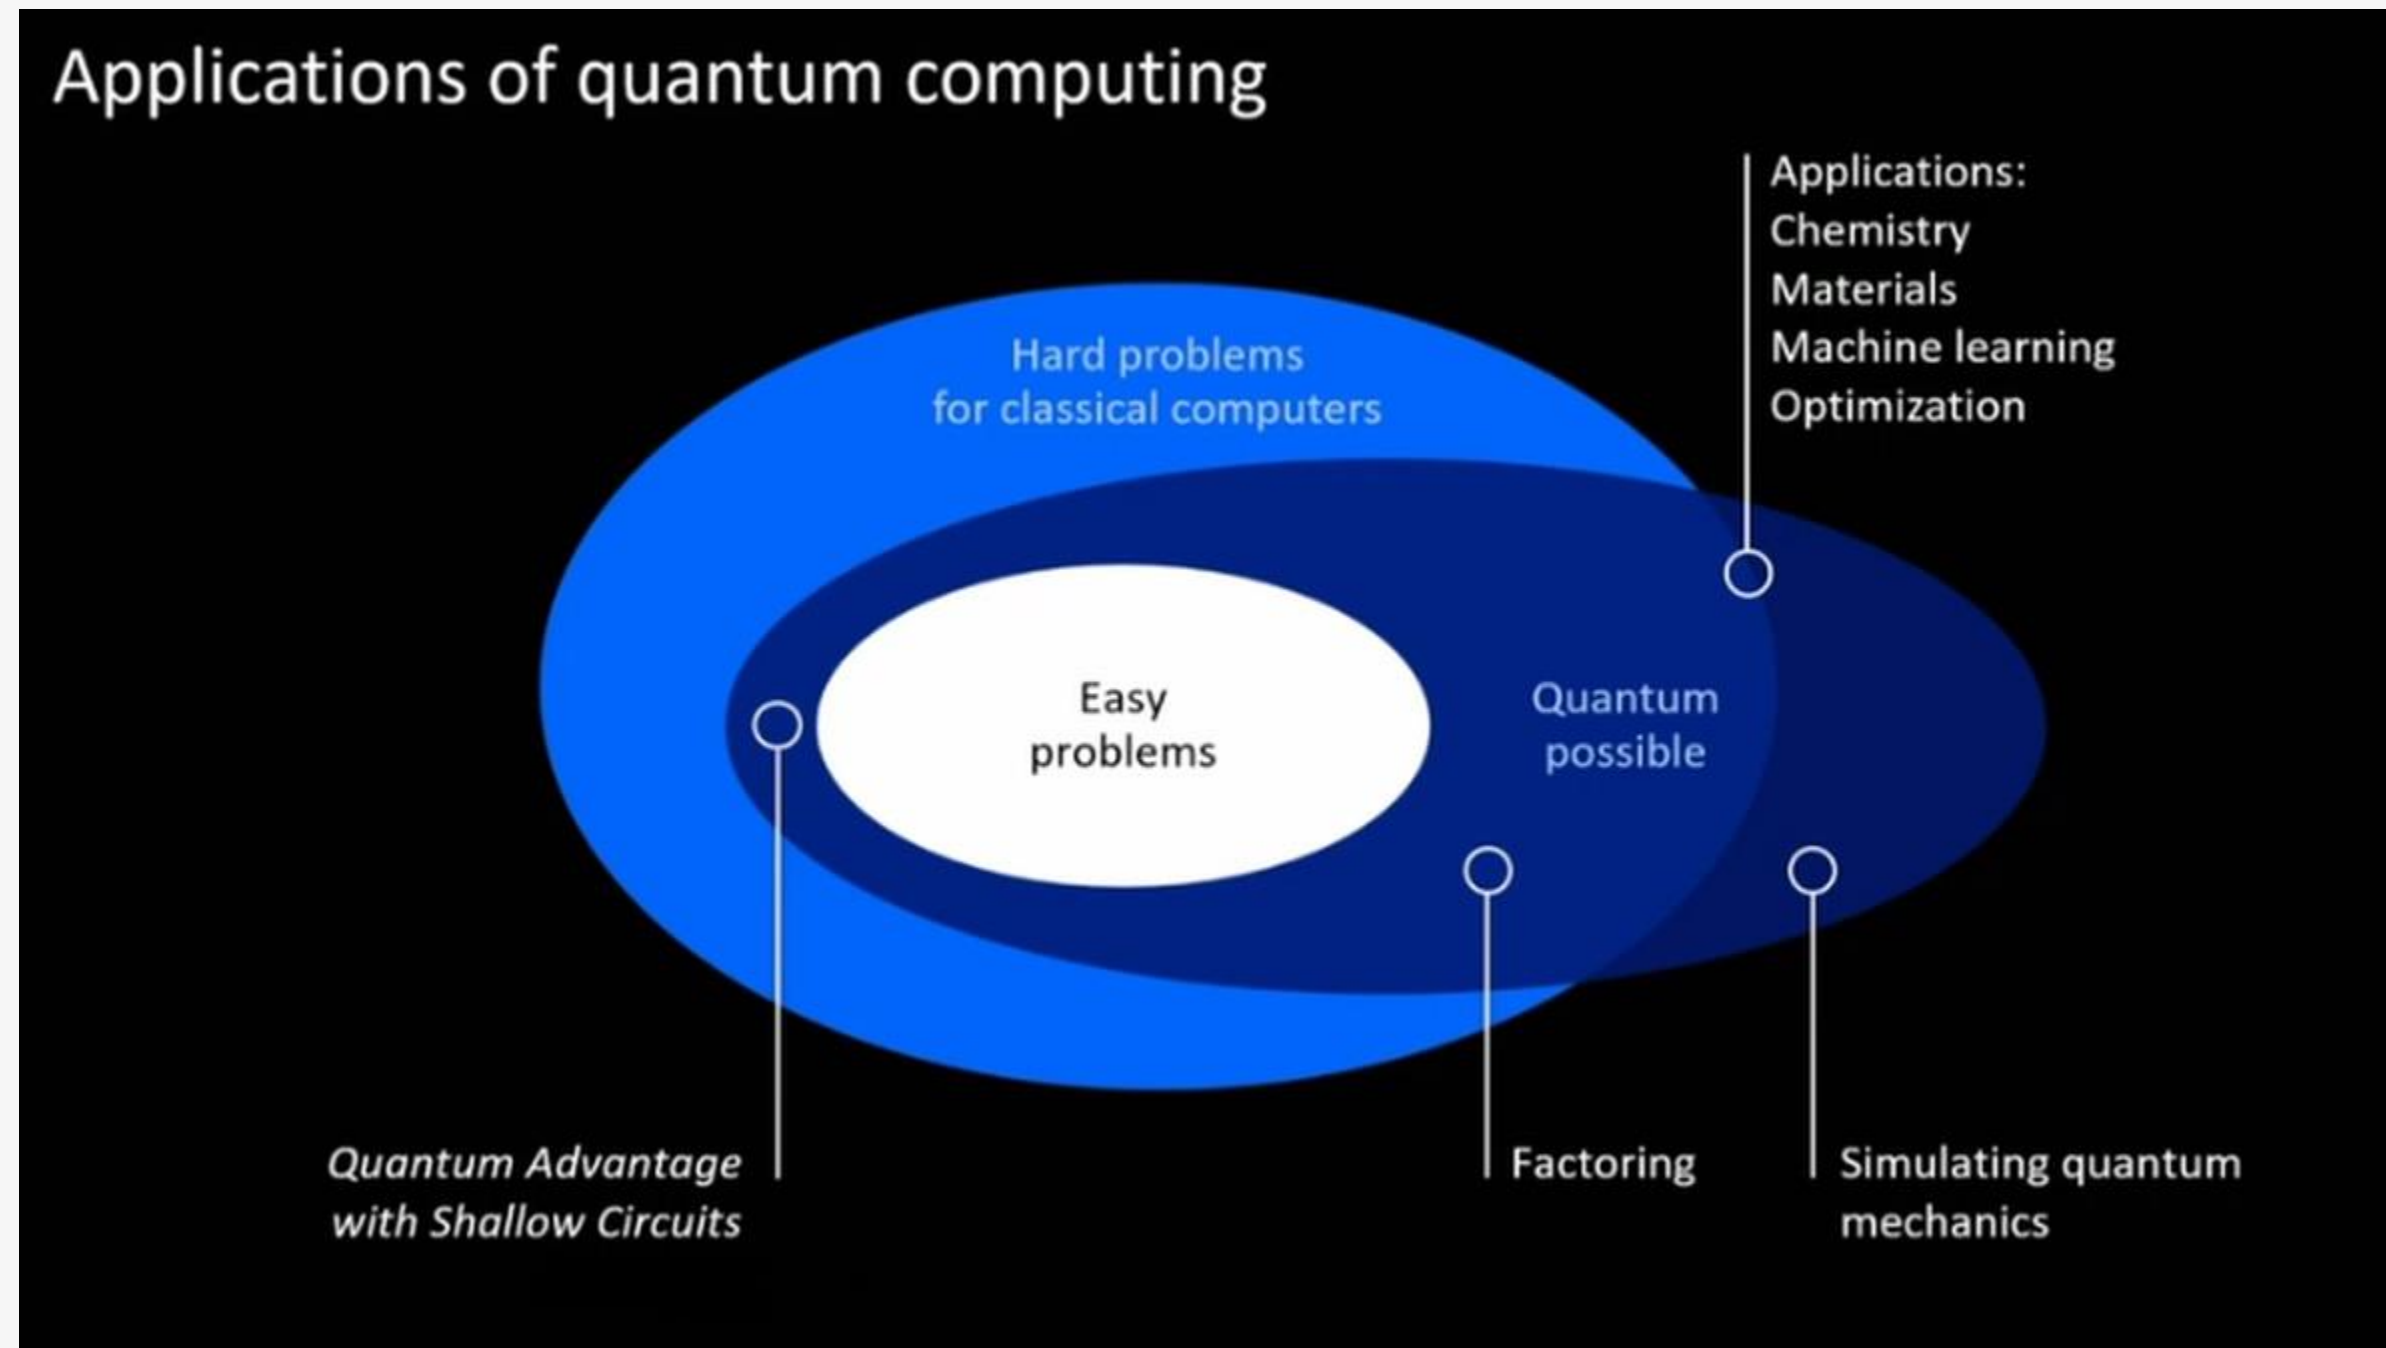 Applications of quantum computing
Applications:
Chemistry
Materials
Machine learning
Optimization
Hard problems
for classical computers
Easy
problems
Quantum
possible
Quantum Advantage
with Shallow Circuits
Factoring
Simulating quantum
mechanics